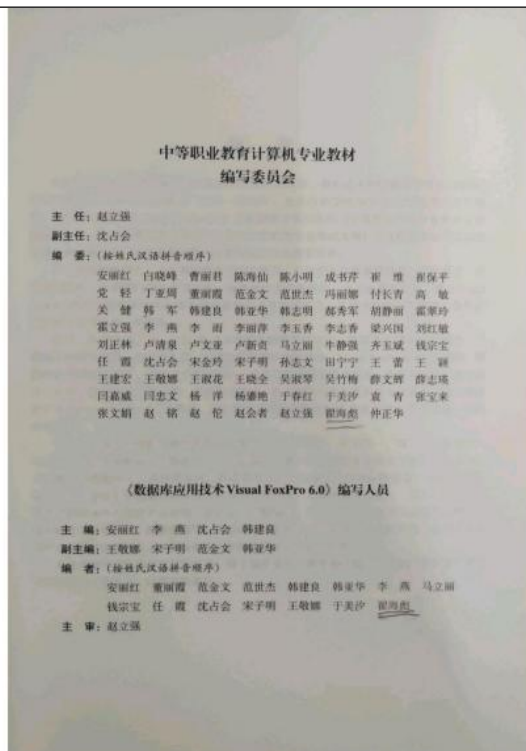 中等职业教育计算机专业教材
编写委员会
主 任：赵立强
副主任：沈占会
编 委：（按姓氏汉语拼音顺序）
安丽红 白晓峰 曹丽君 陈海仙 陈小明 成书芹 崔 维 崔保平
党 轻 丁亚周 董丽霞 范金文 范世杰 冯丽娜 付长青 高 敏
关 健 韩 军 韩建良 韩亚华 韩志明 郝秀军 胡静丽 霍翠玲
霍立强 李 燕 李 雨 李丽萍 李玉香 李志香 梁兴国 刘红敏
刘正林 卢清泉 卢文亚 卢新贞 马立丽 牛静强 齐玉斌 钱宗宝
任 霞 沈占会 宋金玲 宋子明 孙志文 田宁宁 王 蕾 王 颖
王建宏 王敬娜 王淑花 王晓全 吴淑琴 吴竹梅 薛文辉 薛志瑛
闫嘉威 闫忠文 杨 洋 于春红 于美汐 袁 青 张宝来
张文娟 赵 铭 赵 佗 赵会者 赵立强 翟海彪 仲正华
《数据库应用技术Visual FoxPro 6.0》编写人员
主 编：安丽红 李 燕 沈占会 韩建良
副主编：王敬娜 宋子明 范金文 韩亚华
编 者：（按姓氏汉语拼音顺序）
安丽红 董丽霞 范金文 范世杰 韩建良 韩亚华 李 燕 马立丽
钱宗宝 任 霞 沈占会 宋子明 王敬娜 于美汐 翟海彪
主 审：赵立强